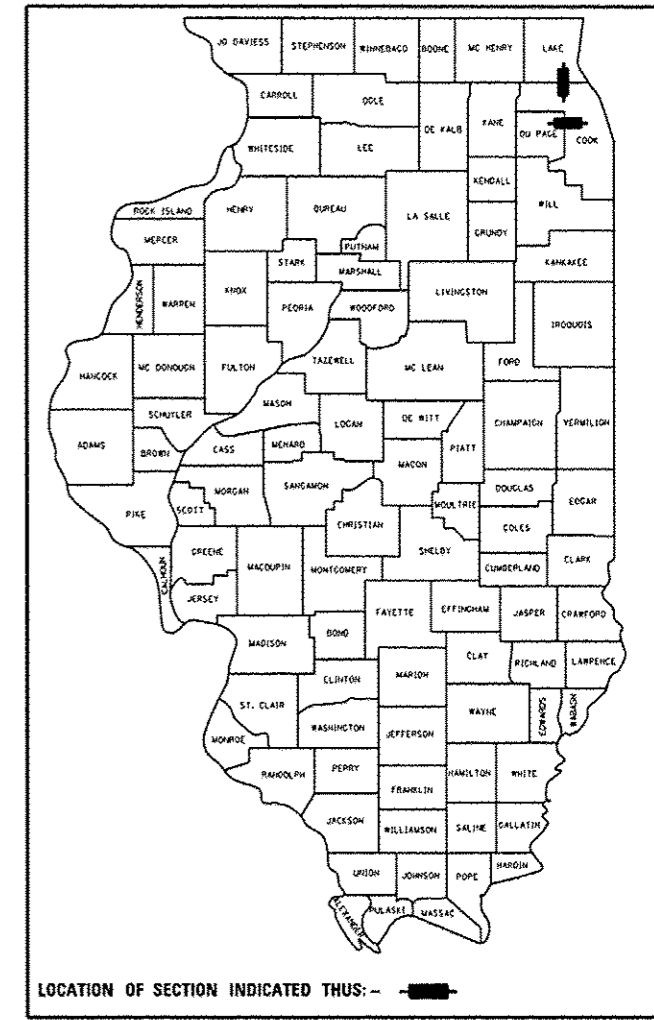 JO DAVIESS STEPHENSON WINNEBAGO BOONE MC HENRY LAKE
CARROLL OGLE DE KALB KANE DU PAGE COOK
WHITESIDE LEE
KENDALL WILL
ROCK ISLAND HENRY BUREAU LA SALLE GRUNDY
MERCER PUTNAM
STARK MARSHALL KANKAKEE
HENDERSON WARREN KNOX PEORIA WOODFORD LIVINGSTON IROQUOIS
HANCOCK MC DONOUGH FULTON TAZEWELL MC LEAN FORD
SCHUYLER MASON LOGAN DE WITT CHAMPAIGN VERMILION
ADAMS BROWN CASS MENARD MACON PIATT
PIKE SCOTT MORGAN SANGAMON MOULTRIE DOUGLAS EDGAR
CHRISTIAN COLES
CALHOUN GREENE MACOUPIN MONTGOMERY SHELBY CUMBERLAND CLARK
JERSEY FAYETTE EFFINGHAM JASPER CRAWFORD
MADISON BOND
CLAY RICHLAND LAWRENCE
CLINTON MARION
ST. CLAIR WAYNE EDWARDS WABASH
MONROE WASHINGTON JEFFERSON
RANDOLPH PERRY HAMILTON WHITE
FRANKLIN
JACKSON WILLIAMSON SALINE GALLATIN
UNION JOHNSON POPE HARDIN
ALEXANDER PULASKI MASSAC
LOCATION OF SECTION INDICATED THUS: -